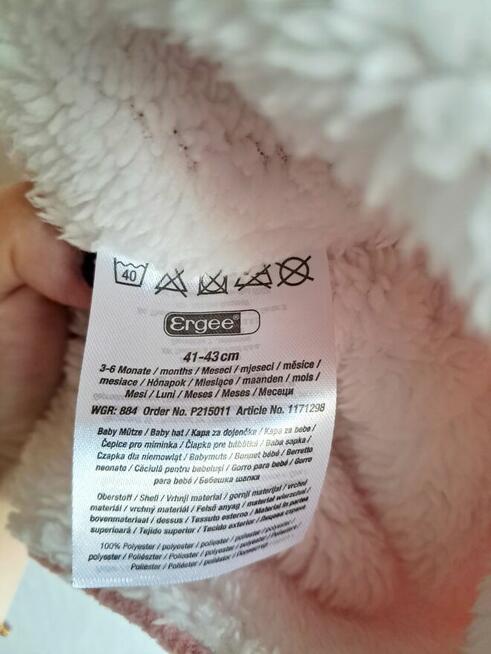 40
Ergee
41-43cm
3-6 Monate / months / Meseci / mjeseci / měsíce /
mesiace / Hónapok / Miesiące / maanden / mois /
Mesi / Luni / Meses / Meses / Месеци
WGR: 884 Order No. P215011 Article No. 1171298
Baby Mütze / Baby hat / Kapa za dojenčka / Kapa za bebe /
Čepice pro miminka / Čiapka pre bábätká / Baba sapka /
Czapka dla niemowląt / Babymuts / Bonnet bébé / Berretto
neonato / Căciulă pentru bebeluși / Gorro para bebé / Gorro
para bebé / Бебешка шапка
Oberstoff / Shell / Vrhnji material / gornji materijal / vrchní
materiál / vrchný materiál / Felső anyag / materiał wierzchni /
bovenmateriaal / dessus / Tessuto esterno / Material in partea
superioară / Tejido superior / Tecido exterior / Лицева страна
100% Polyester / polyester / poliester / poliester / polyester /
polyester / Poliészter / Poliester / polyester / polyester /
Poliestere / Poliester / Poliéster / Poliéster / Полиестер